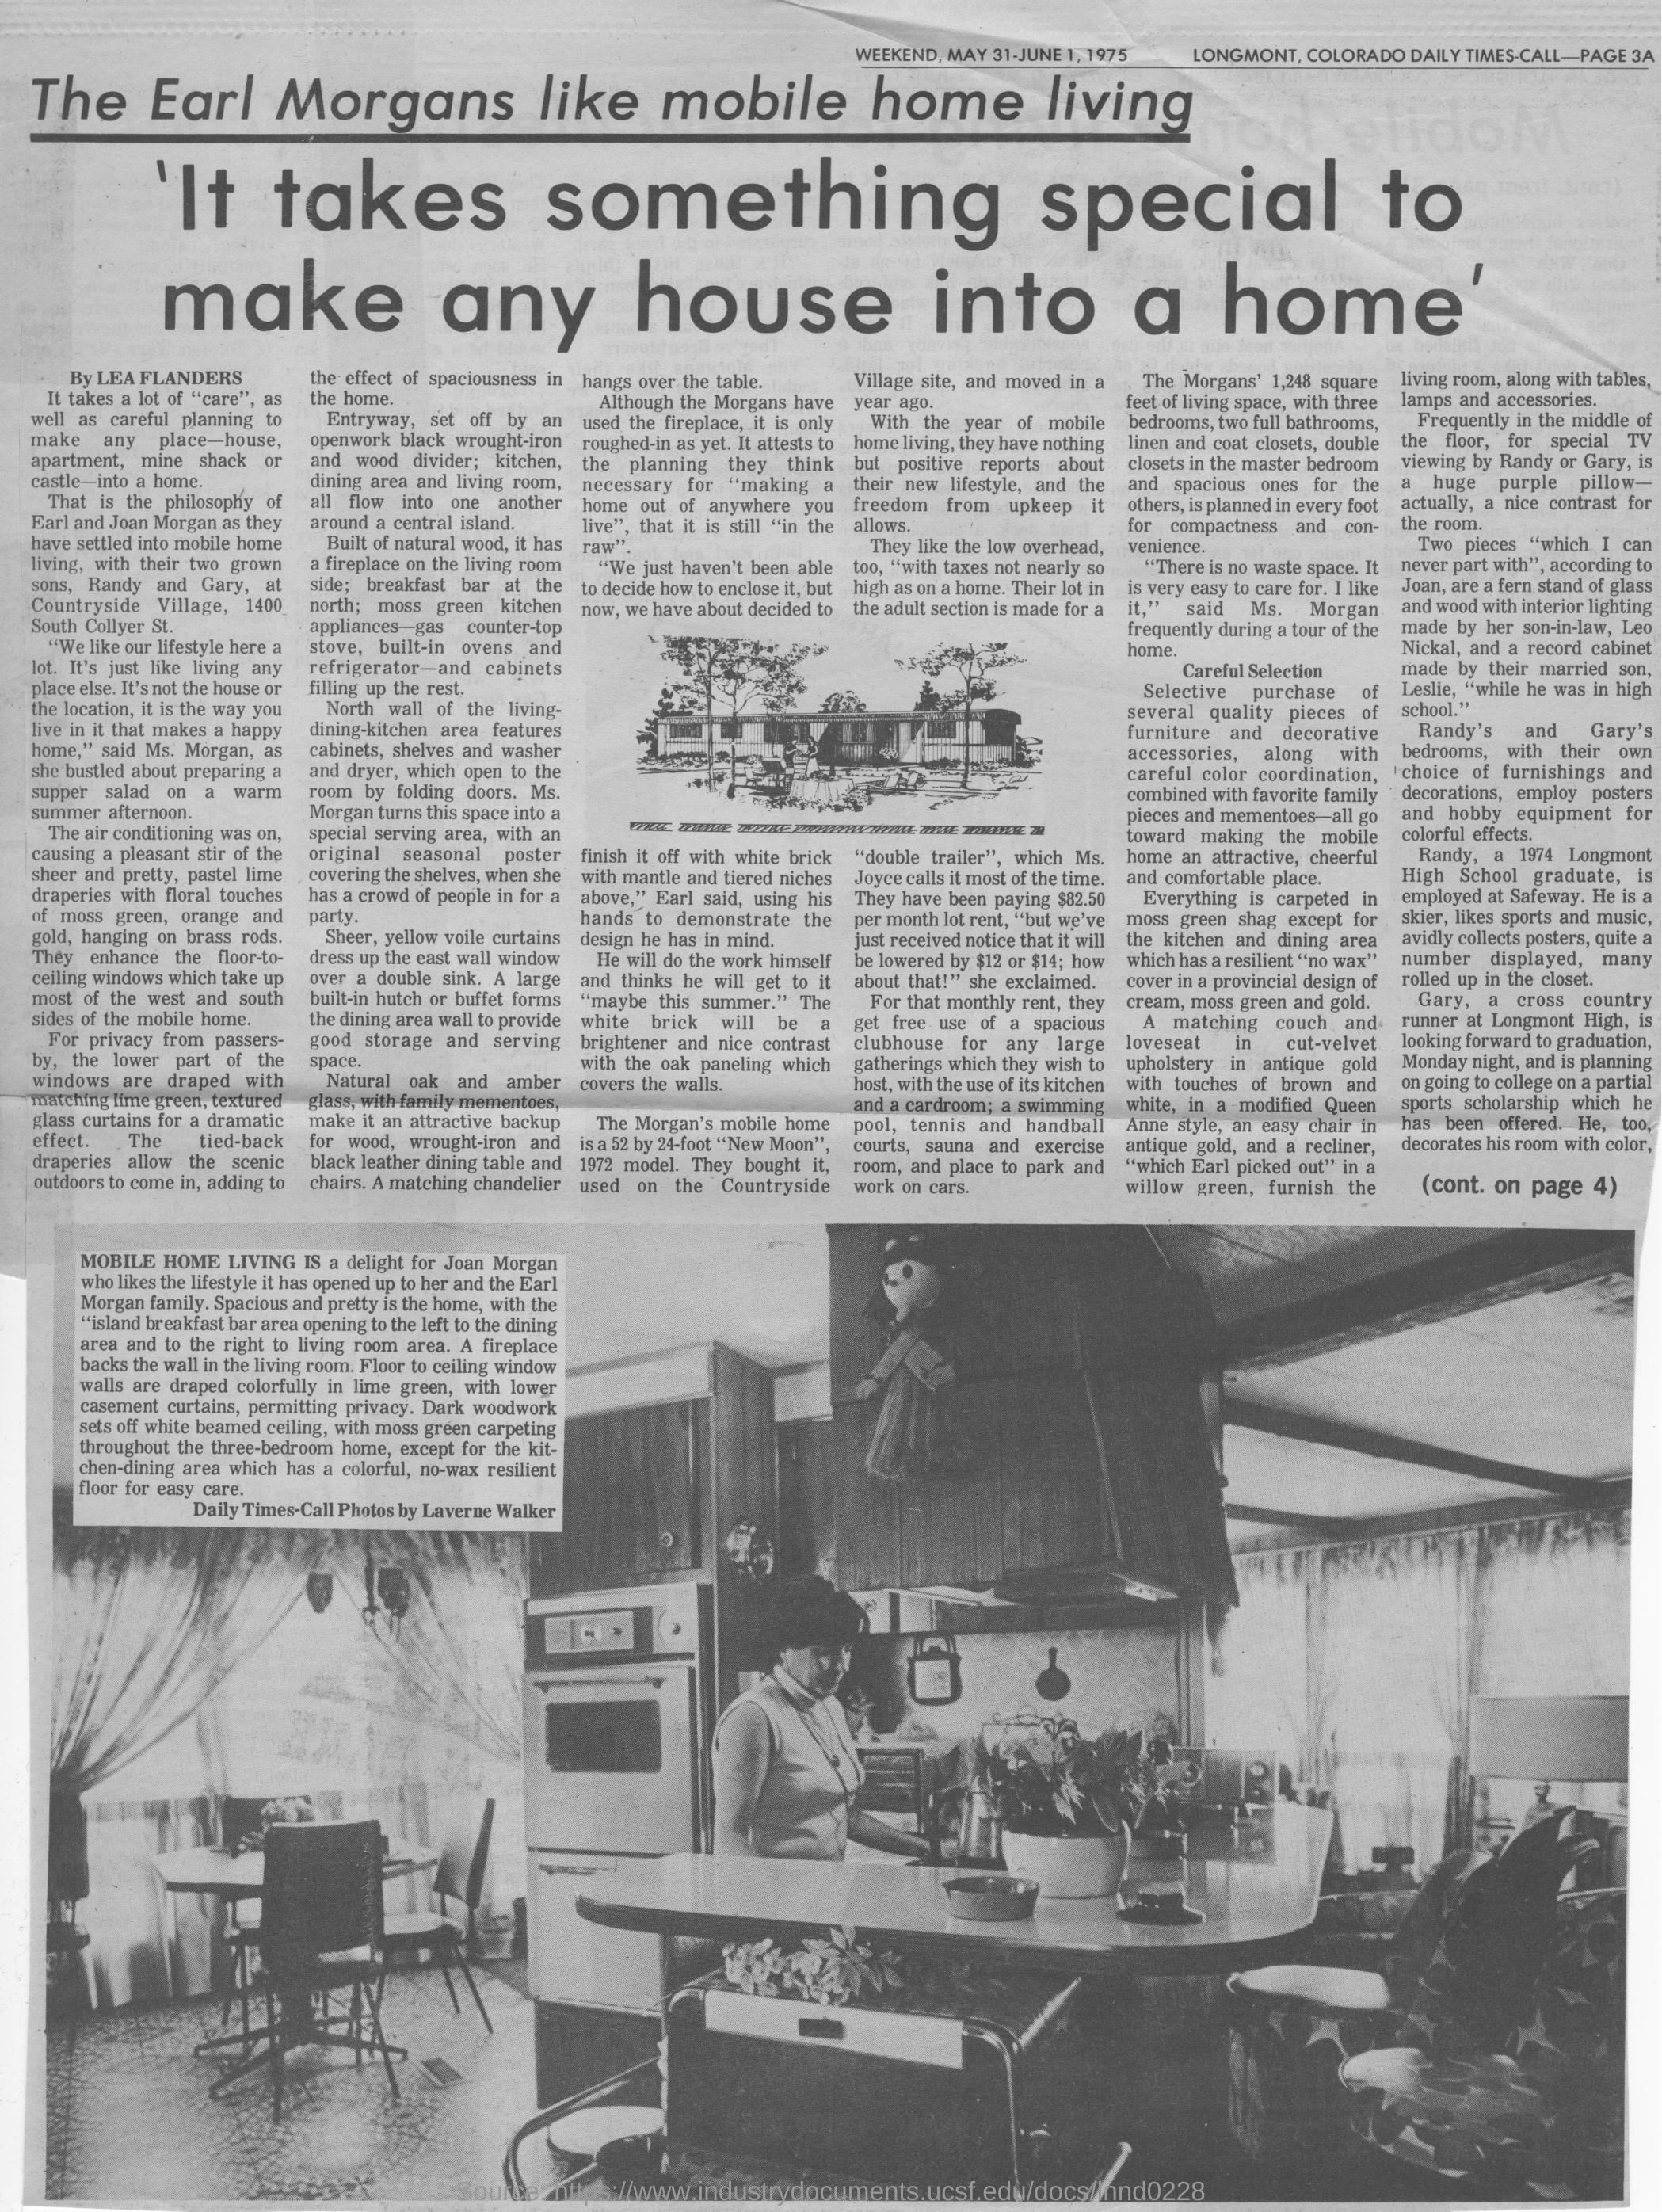 WEEKEND, MAY 31-JUNE 1, 1975 LONGMONT, COLORADO DAILY TIMES-CALL—PAGE 3A
The Earl Morgans like mobile home living
'It takes something special to
make any house into a home'
By LEA FLANDERS
It takes a lot of "care", as
well as careful planning to
make any place—house,
apartment, mine shack or
castle—into a home.
That is the philosophy of
Earl and Joan Morgan as they
have settled into mobile home
living, with their two grown
sons, Randy and Gary, at
Countryside Village, 1400
South Collyer St.
"We like our lifestyle here a
lot. It's just like living any
place else. It's not the house or
the location, it is the way you
live in it that makes a happy
home," said Ms. Morgan, as
she bustled about preparing a
supper salad on a warm
summer afternoon.
The air conditioning was on,
causing a pleasant stir of the
sheer and pretty, pastel lime
draperies with floral touches
of moss green, orange and
gold, hanging on brass rods.
They enhance the floor-to-
ceiling windows which take up
most of the west and south
sides of the mobile home.
For privacy from passers-
by, the lower part of the
windows are draped with
matching lime green, textured
glass curtains for a dramatic
effect. The tied-back
draperies allow the scenic
outdoors to come in, adding to
the effect of spaciousness in
the home.
Entryway, set off by an
openwork black wrought-iron
and wood divider; kitchen,
dining area and living room,
all flow into one another
around a central island.
Built of natural wood, it has
a fireplace on the living room
side; breakfast bar at the
north; moss green kitchen
appliances—gas counter-top
stove, built-in ovens and
refrigerator—and cabinets
filling up the rest.
North wall of the living-
dining-kitchen area features
cabinets, shelves and washer
and dryer, which open to the
room by folding doors. Ms.
Morgan turns this space into a
special serving area, with an
original seasonal poster
covering the shelves, when she
has a crowd of people in for a
party.
Sheer, yellow voile curtains
dress up the east wall window
over a double sink. A large
built-in hutch or buffet forms
the dining area wall to provide
good storage and serving
space.
Natural oak and amber
glass, with family mementoes,
make it an attractive backup
for wood, wrought-iron and
black leather dining table and
chairs. A matching chandelier
hangs over the table.
Although the Morgans have
used the fireplace, it is only
roughed-in as yet. It attests to
the planning they think
necessary for "making a
home out of anywhere you
live", that it is still "in the
raw".
"We just haven't been able
to decide how to enclose it, but
now, we have about decided to
finish it off with white brick
with mantle and tiered niches
above," Earl said, using his
hands to demonstrate the
design he has in mind.
He will do the work himself
and thinks he will get to it
"maybe this summer." The
white brick will be a
brightener and nice contrast
with the oak paneling which
covers the walls.
The Morgan's mobile home
is a 52 by 24-foot "New Moon",
1972 model. They bought it,
used on the Countryside
Village site, and moved in a
year ago.
With the year of mobile
home living, they have nothing
but positive reports about
their new lifestyle, and the
freedom from upkeep it
allows.
They like the low overhead,
too, "with taxes not nearly so
high as on a home. Their lot in
the adult section is made for a
"double trailer", which Ms.
Joyce calls it most of the time.
They have been paying $82.50
per month lot rent, "but we've
just received notice that it will
be lowered by $12 or $14; how
about that!" she exclaimed.
For that monthly rent, they
get free use of a spacious
clubhouse for any large
gatherings which they wish to
host, with the use of its kitchen
and a cardroom; a swimming
pool, tennis and handball
courts, sauna and exercise
room, and place to park and
work on cars.
The Morgans' 1,248 square
feet of living space, with three
bedrooms, two full bathrooms,
linen and coat closets, double
closets in the master bedroom
and spacious ones for the
others, is planned in every foot
for compactness and con-
venience.
"There is no waste space. It
is very easy to care for. I like
it," said Ms. Morgan
frequently during a tour of the
home.
Careful Selection
Selective purchase of
several quality pieces of
furniture and decorative
accessories, along with
careful color coordination,
combined with favorite family
pieces and mementoes—all go
toward making the mobile
home an attractive, cheerful
and comfortable place.
Everything is carpeted in
moss green shag except for
the kitchen and dining area
which has a resilient "no wax"
cover in a provincial design of
cream, moss green and gold.
A matching couch and
loveseat in cut-velvet
upholstery in antique gold
with touches of brown and
white, in a modified Queen
Anne style, an easy chair in
antique gold, and a recliner,
"which Earl picked out" in a
willow green, furnish the
living room, along with tables,
lamps and accessories.
Frequently in the middle of
the floor, for special TV
viewing by Randy or Gary, is
a huge purple pillow—
actually, a nice contrast for
the room.
Two pieces "which I can
never part with", according to
Joan, are a fern stand of glass
and wood with interior lighting
made by her son-in-law, Leo
Nickal, and a record cabinet
made by their married son,
Leslie, "while he was in high
school."
Randy's and Gary's
bedrooms, with their own
choice of furnishings and
decorations, employ posters
and hobby equipment for
colorful effects.
Randy, a 1974 Longmont
High School graduate, is
employed at Safeway. He is a
skier, likes sports and music,
avidly collects posters, quite a
number displayed, many
rolled up in the closet.
Gary, a cross country
runner at Longmont High, is
looking forward to graduation,
Monday night, and is planning
on going to college on a partial
sports scholarship which he
has been offered. He, too,
decorates his room with color,
(cont. on page 4)
MOBILE HOME LIVING IS a delight for Joan Morgan
who likes the lifestyle it has opened up to her and the Earl
Morgan family. Spacious and pretty is the home, with the
"island breakfast bar area opening to the left to the dining
area and to the right to living room area. A fireplace
backs the wall in the living room. Floor to ceiling window
walls are draped colorfully in lime green, with lower
casement curtains, permitting privacy. Dark woodwork
sets off white beamed ceiling, with moss green carpeting
throughout the three-bedroom home, except for the kit-
chen-dining area which has a colorful, no-wax resilient
floor for easy care.
Daily Times-Call Photos by Laverne Walker
Source: https://www.industrydocuments.ucsf.edu/docs/lnnd0228